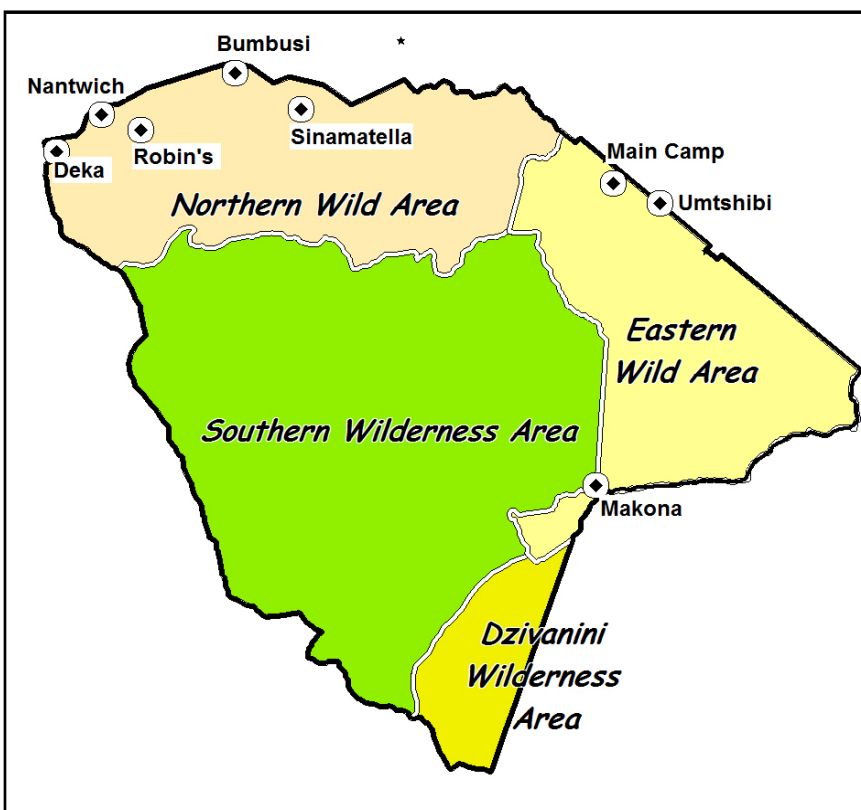 Bumbusi
Nantwich
Sinamatella
Robin's
Deka
Main Camp
Umtshibi
Northern Wild Area
Eastern
Wild Area
Southern Wilderness Area
Makona
Dzivanini
Wilderness
Area